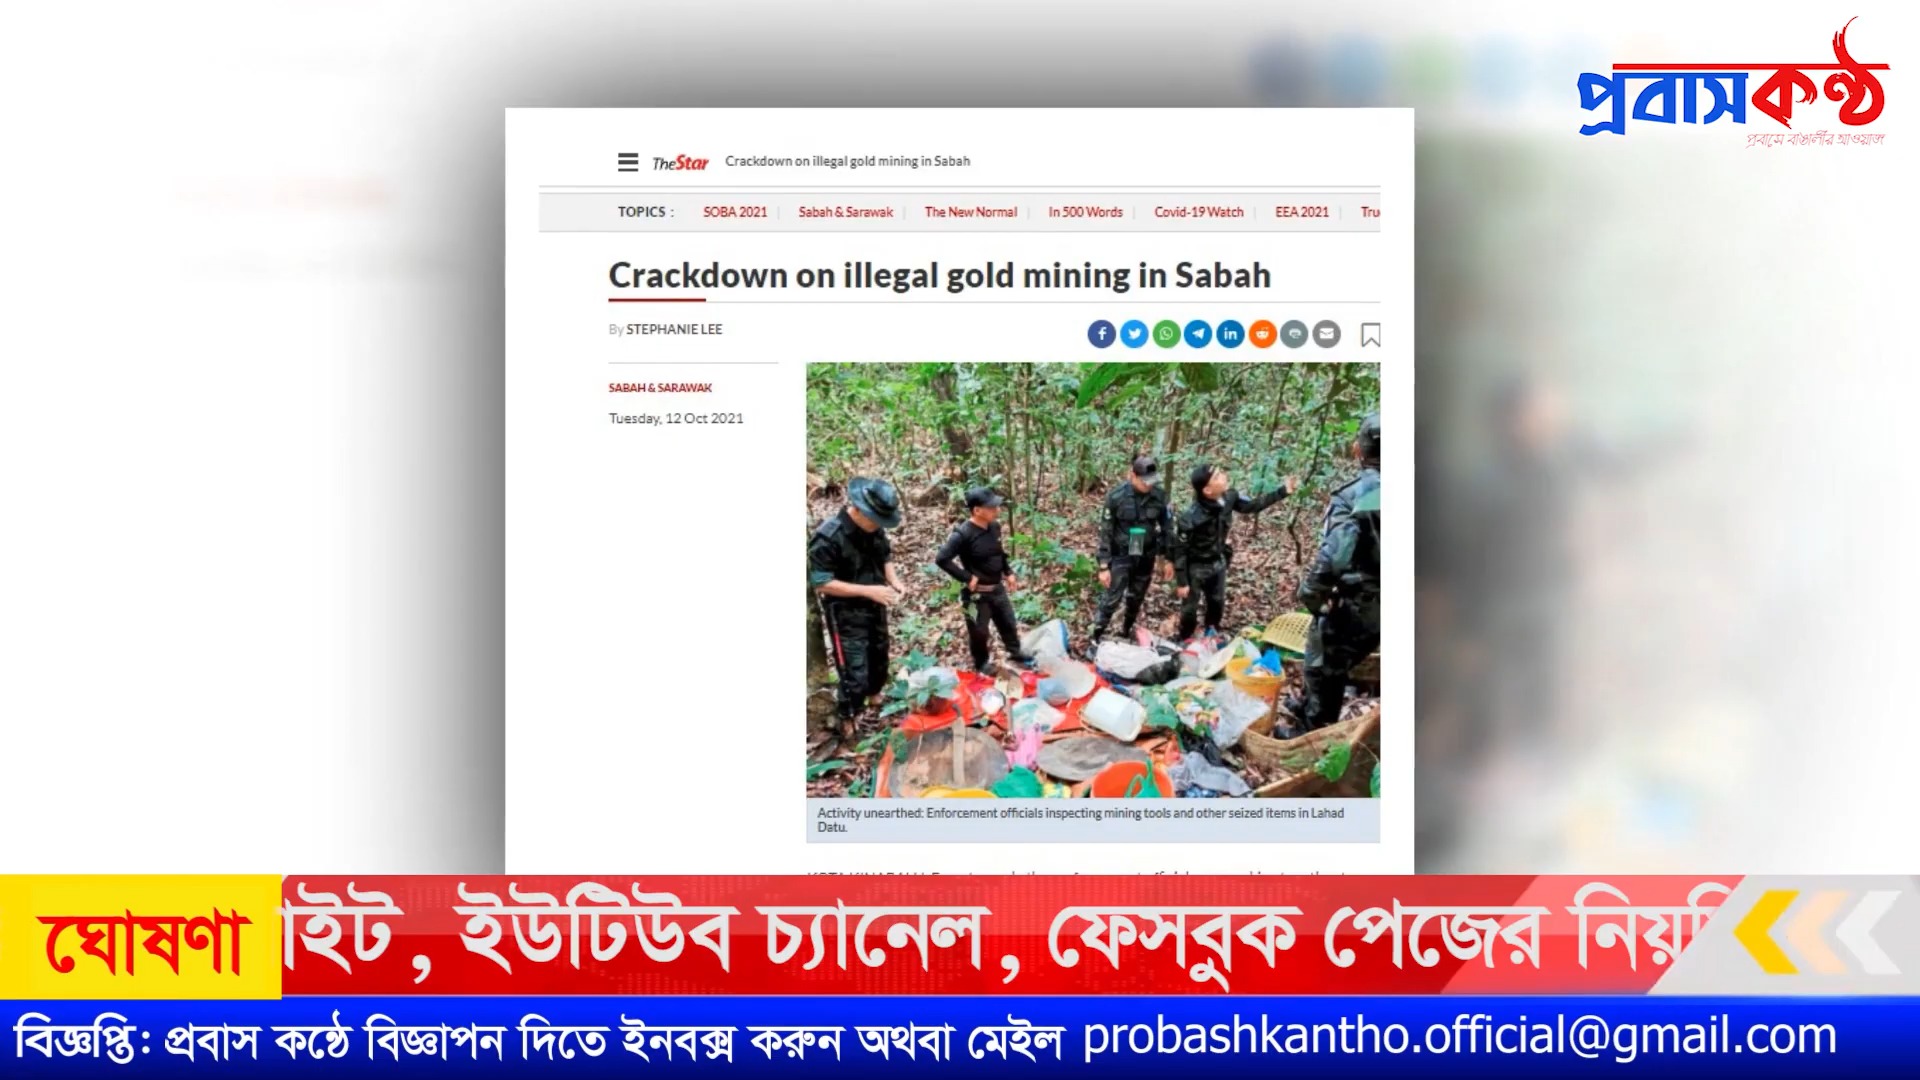 প্রবাসকণ্ঠ
প্রবাসে বাঙালীর আওয়াজ
TheStar Crackdown on illegal gold mining in Sabah
TOPICS : SOBA 2021 Sabah & Sarawak The New Normal In 500 Words Covid-19 Watch EEA 2021
Crackdown on illegal gold mining in Sabah
By STEPHANIE LEE
SABAH & SARAWAK
Tuesday, 12 Oct 2021
Activity unearthed: Enforcement officials inspecting mining tools and other seized items in Lahad
Datu.
ঘোষণা াইট, ইউটিউব চ্যানেল, ফেসবুক পেজের
বিজ্ঞপ্তি: প্রবাস কন্ঠে বিজ্ঞাপন দিতে ইনবক্স করুন অথবা মেইল probashkantho.official@gmail.com